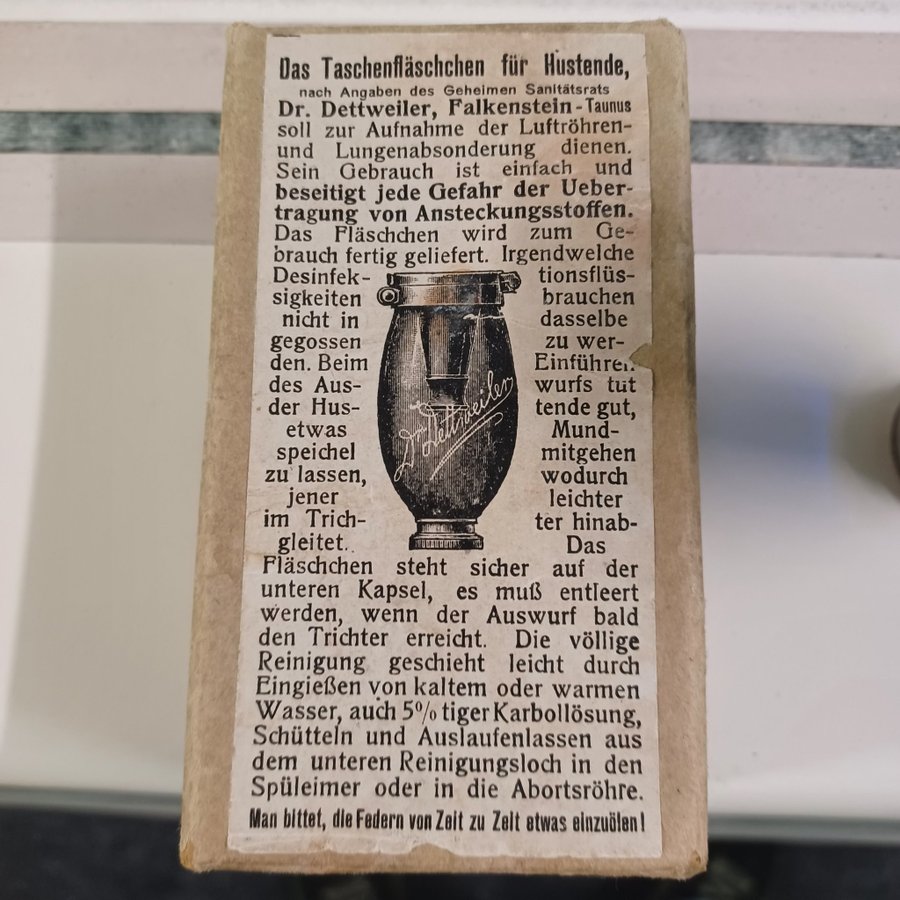 Das Taschenfläschchen für Hustende,
nach Angaben des Geheimen Sanitätsrats
Dr. Dettweiler, Falkenstein-Taunus
soll zur Aufnahme der Luftröhren-
und Lungenabsonderung dienen.
Sein Gebrauch ist einfach und
beseitigt jede Gefahr der Ueber-
tragung von Ansteckungsstoffen.
Das Fläschchen wird zum Ge-
brauch fertig geliefert. Irgendwelche
Desinfek- tionsflüs-
sigkeiten brauchen
nicht in dasselbe
gegossen zu wer-
den. Beim Einführen
des Aus- wurfs tut
der Hus- tende gut,
etwas Mund-
speichel mitgehen
zu lassen, wodurch
jener leichter
im Trich- ter hinab-
gleitet. Das
Dr. Dettweiler
Fläschchen steht sicher auf der
unteren Kapsel, es muß entleert
werden, wenn der Auswurf bald
den Trichter erreicht. Die völlige
Reinigung geschieht leicht durch
Eingießen von kaltem oder warmen
Wasser, auch 5% tiger Karbollösung,
Schütteln und Auslaufenlassen aus
dem unteren Reinigungsloch in den
Spüleimer oder in die Abortsröhre.
Man bittet, die Federn von Zeit zu Zeit etwas einzuölen!